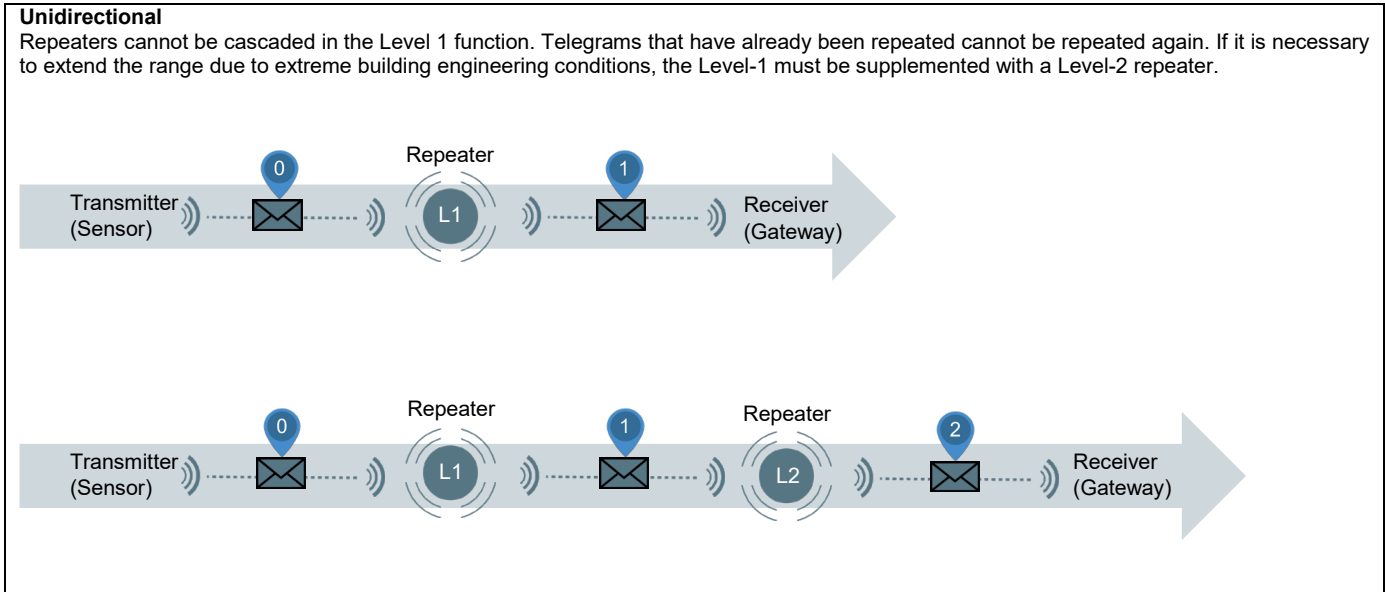 Unidirectional
Repeaters cannot be cascaded in the Level 1 function. Telegrams that have already been repeated cannot be repeated again. If it is necessary
to extend the range due to extreme building engineering conditions, the Level-1 must be supplemented with a Level-2 repeater.
Repeater
0
1
Transmitter
(Sensor)
L1
Receiver
(Gateway)
Repeater
Repeater
0
1
2
Transmitter
(Sensor)
L1
L2
Receiver
(Gateway)